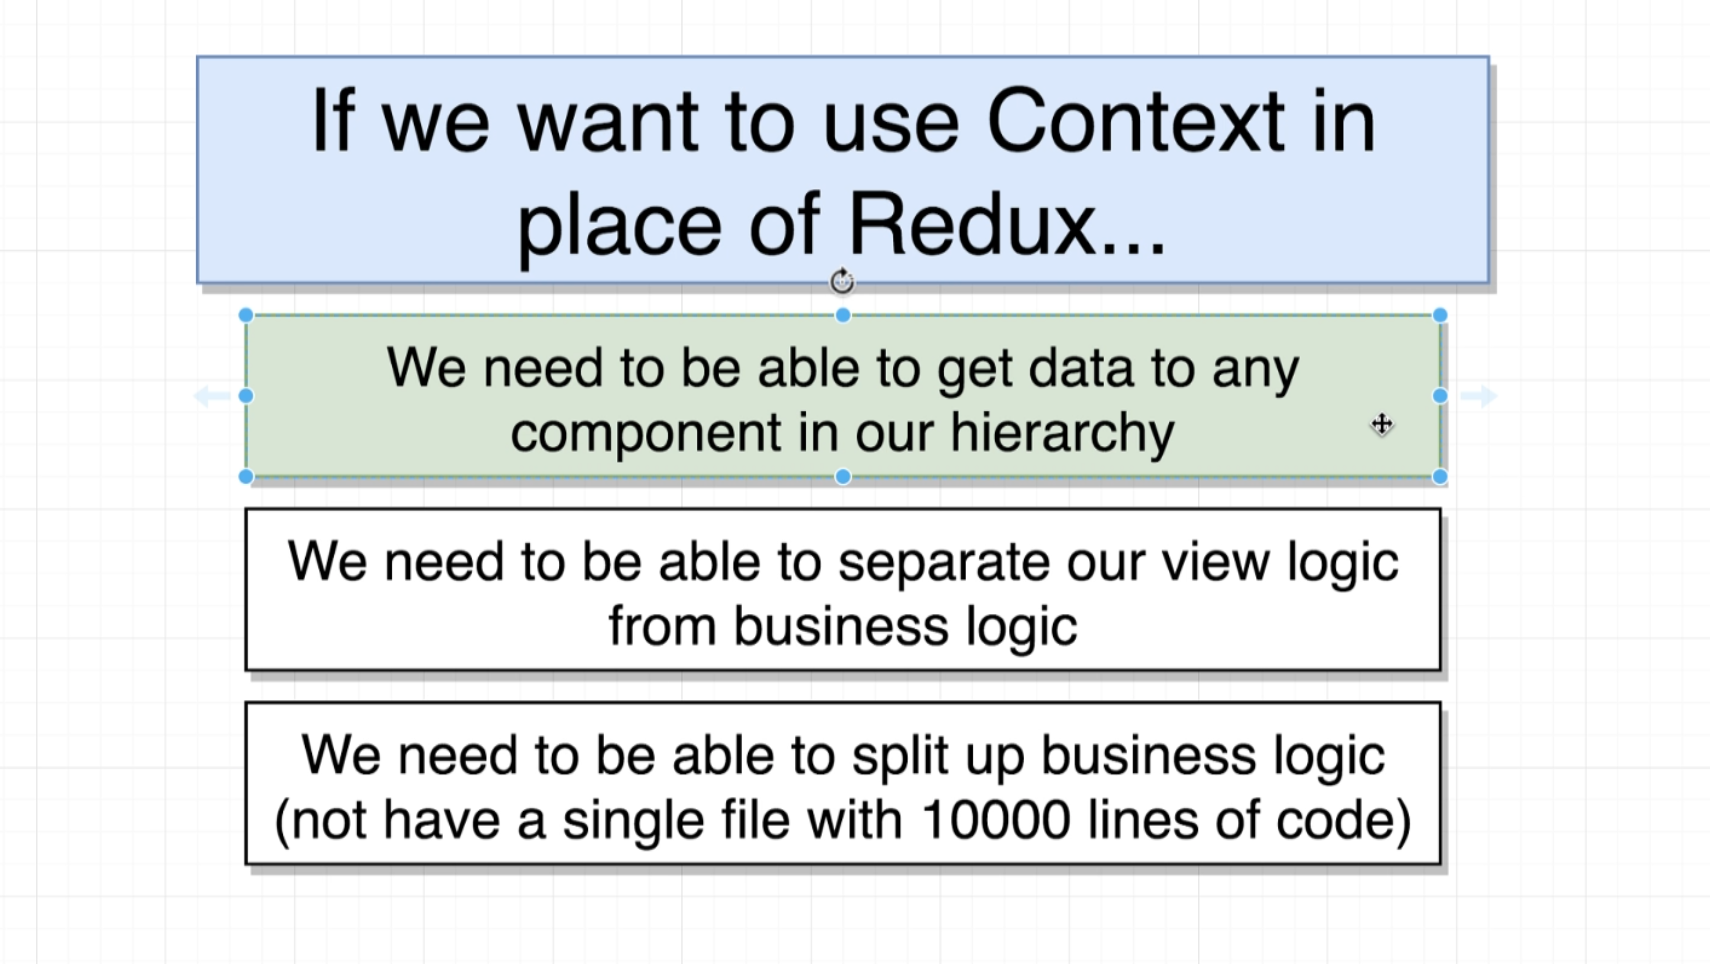 If we want to use Context in
place of Redux...
We need to be able to get data to any
component in our hierarchy
We need to be able to separate our view logic
from business logic
We need to be able to split up business logic
(not have a single file with 10000 lines of code)